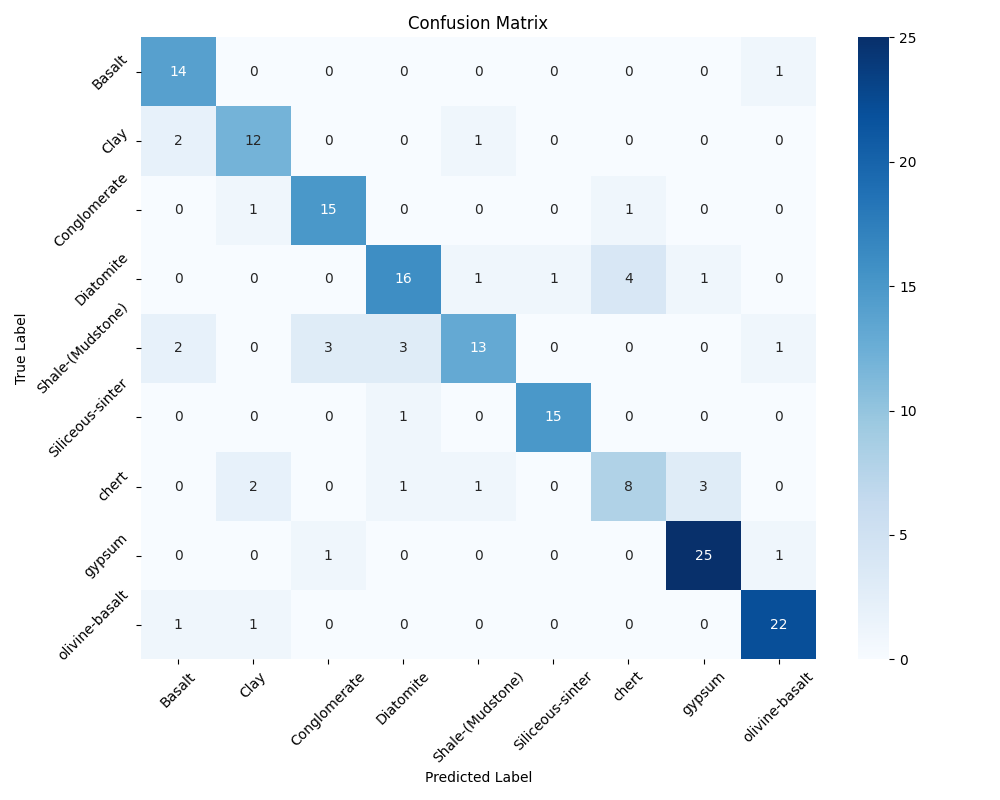 Confusion Matrix
True Label
Basalt 14 0 0 0 0 0 0 0 1
Clay 2 12 0 0 1 0 0 0 0
Conglomerate 0 1 15 0 0 0 1 0 0
Diatomite 0 0 0 16 1 1 4 1 0
Shale-(Mudstone) 2 0 3 3 13 0 0 0 1
Siliceous-sinter 0 0 0 1 0 15 0 0 0
chert 0 2 0 1 1 0 8 3 0
gypsum 0 0 1 0 0 0 0 25 1
olivine-basalt 1 1 0 0 0 0 0 0 22
Basalt Clay Conglomerate Diatomite Shale-(Mudstone) Siliceous-sinter chert gypsum olivine-basalt
Predicted Label
25
20
15
10
5
0